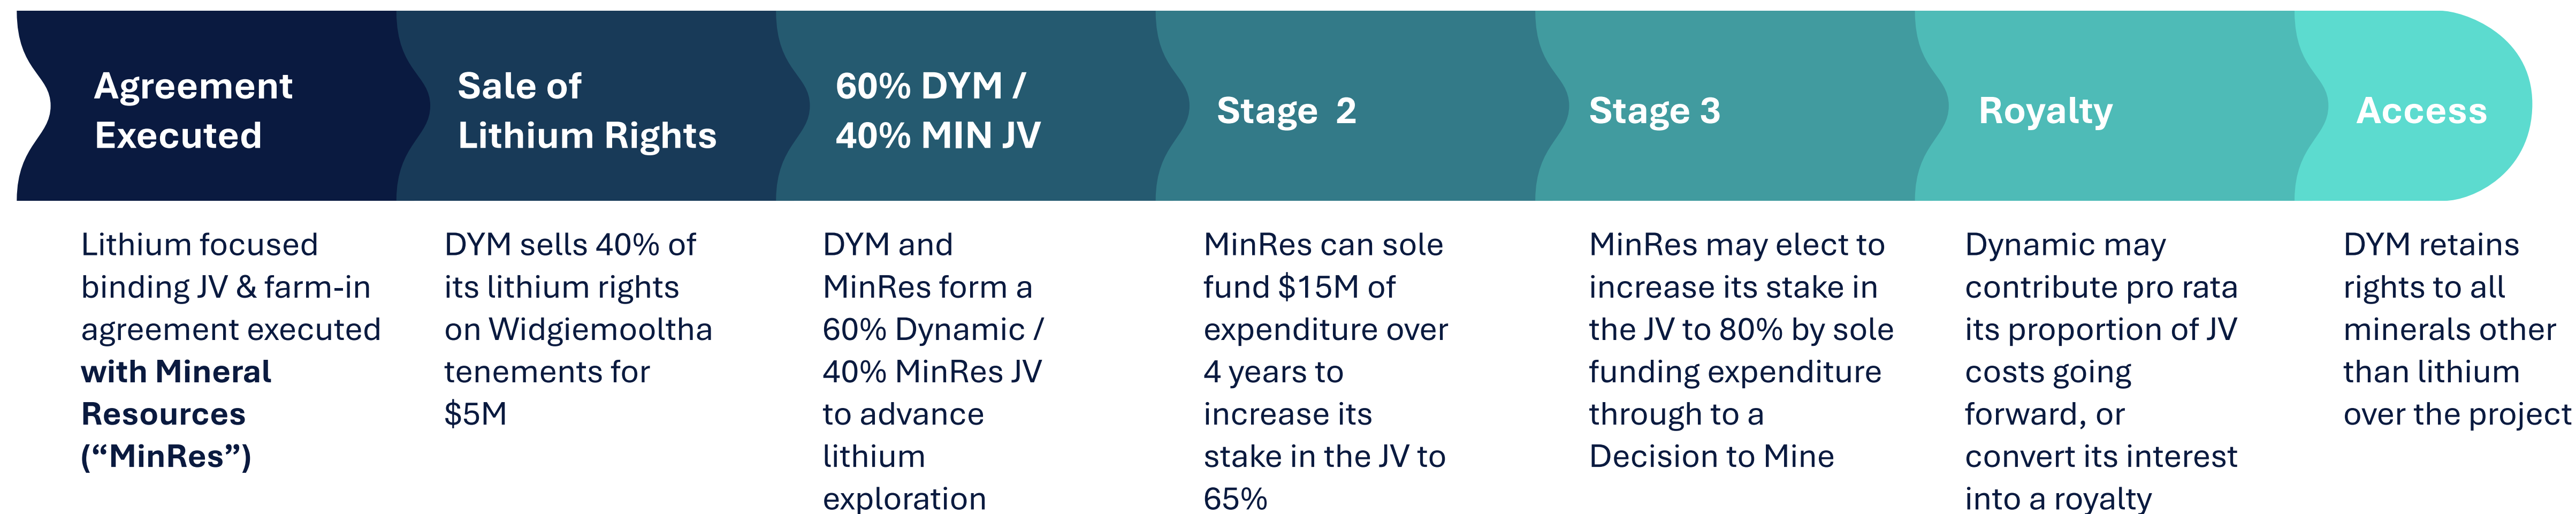 Agreement
Executed
Sale of
Lithium Rights
60% DYM /
40% MIN JV
Stage  2
Stage 3
Royalty
Access
Lithium focused
binding JV & farm-in
agreement executed
with Mineral
Resources
(“MinRes”)
DYM sells 40% of
its lithium rights
on Widgiemooltha
tenements for
$5M
DYM and
MinRes form a
60% Dynamic /
40% MinRes JV
to advance
lithium
exploration
MinRes can sole
fund $15M of
expenditure over
4 years to
increase its
stake in the JV to
65%
MinRes may elect to
increase its stake in
the JV to 80% by sole
funding expenditure
through to a
Decision to Mine
Dynamic may
contribute pro rata
its proportion of JV
costs going
forward, or
convert its interest
into a royalty
DYM retains
rights to all
minerals other
than lithium
over the project